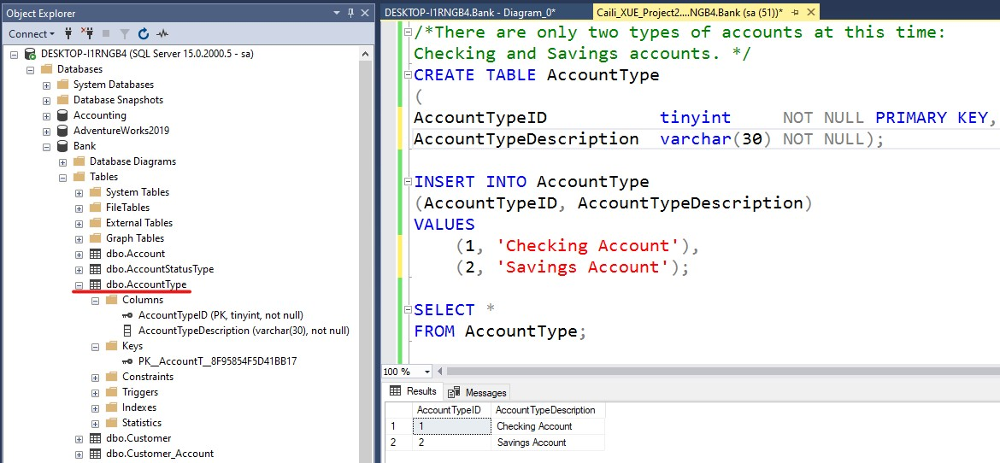 Object Explorer
Connect
DESKTOP-I1RNGB4 (SQL Server 15.0.2000.5 - sa)
Databases
System Databases
Database Snapshots
Accounting
AdventureWorks2019
Bank
Database Diagrams
Tables
System Tables
FileTables
External Tables
Graph Tables
dbo.Account
dbo.AccountStatusType
dbo.AccountType
Columns
AccountTypeID (PK, tinyint, not null)
AccountTypeDescription (varchar(30), not null)
Keys
PK__AccountT__8F95854F5D41BB17
Constraints
Triggers
Indexes
Statistics
dbo.Customer
dbo.Customer_Account
DESKTOP-I1RNGB4.Bank - Diagram_0*
Caili_XUE_Project2....NGB4.Bank (sa (51))*
/*There are only two types of accounts at this time:
Checking and Savings accounts. */
CREATE TABLE AccountType
(
AccountTypeID tinyint NOT NULL PRIMARY KEY,
AccountTypeDescription varchar(30) NOT NULL);
INSERT INTO AccountType
(AccountTypeID, AccountTypeDescription)
VALUES
(1, 'Checking Account'),
(2, 'Savings Account');
SELECT *
FROM AccountType;
100 %
Results Messages
AccountTypeID AccountTypeDescription
1 1 Checking Account
2 2 Savings Account